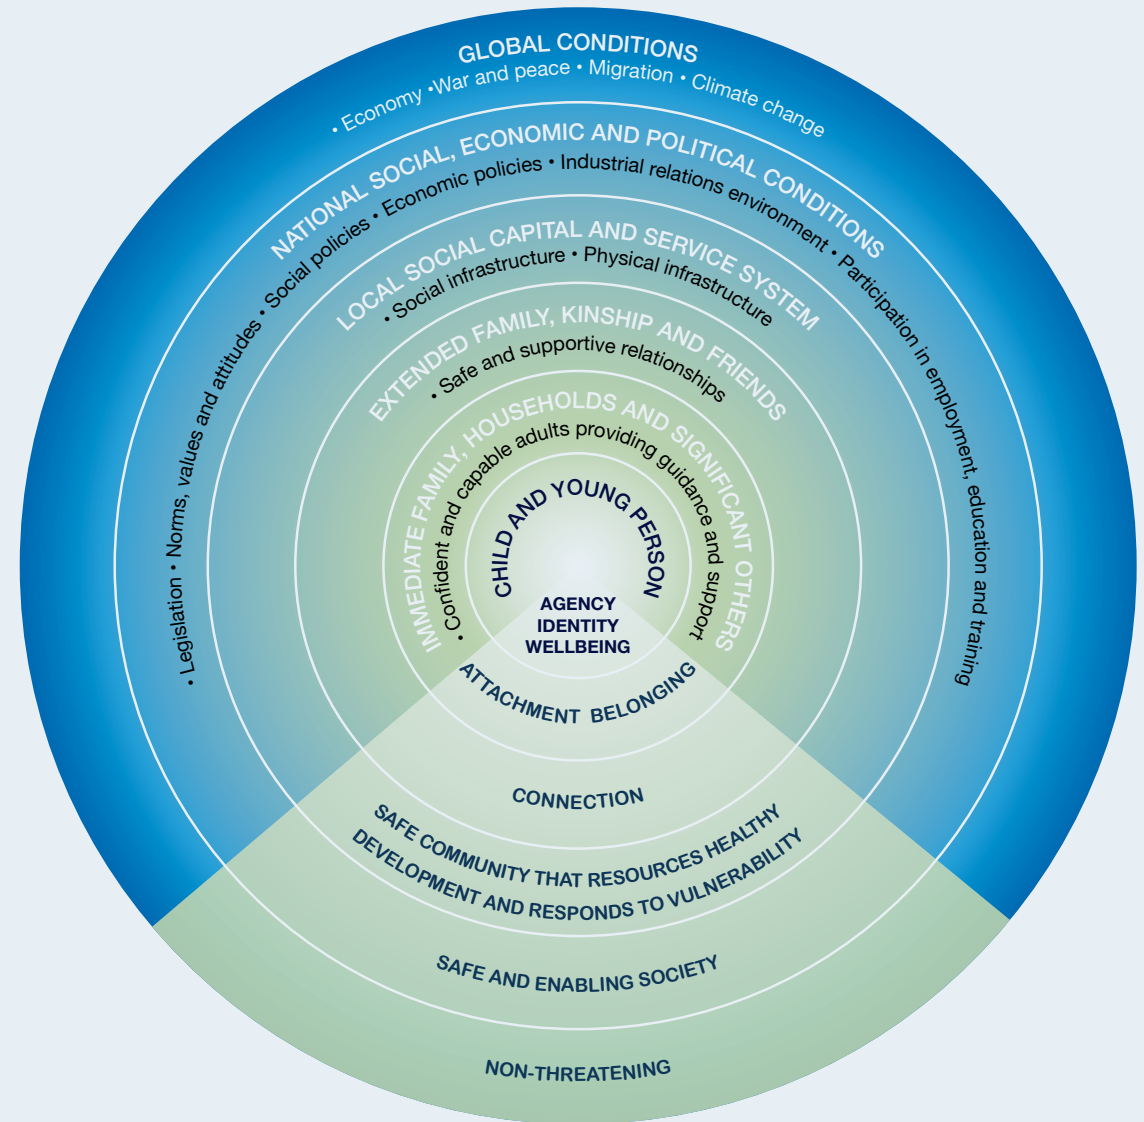 GLOBAL CONDITIONS
• Economy •War and peace • Migration • Climate change
NATIONAL SOCIAL, ECONOMIC AND POLITICAL CONDITIONS
• Legislation • Norms, values and attitudes • Social policies • Economic policies • Industrial relations environment • Participation in employment, education and training
LOCAL SOCIAL CAPITAL AND SERVICE SYSTEM
• Social infrastructure • Physical infrastructure
EXTENDED FAMILY, KINSHIP AND FRIENDS
• Safe and supportive relationships
IMMEDIATE FAMILY, HOUSEHOLDS AND SIGNIFICANT OTHERS
• Confident and capable adults providing guidance and support
CHILD AND YOUNG PERSON
AGENCY
IDENTITY
WELLBEING
ATTACHMENT BELONGING
CONNECTION
SAFE COMMUNITY THAT RESOURCES HEALTHY
DEVELOPMENT AND RESPONDS TO VULNERABILITY
SAFE AND ENABLING SOCIETY
NON-THREATENING